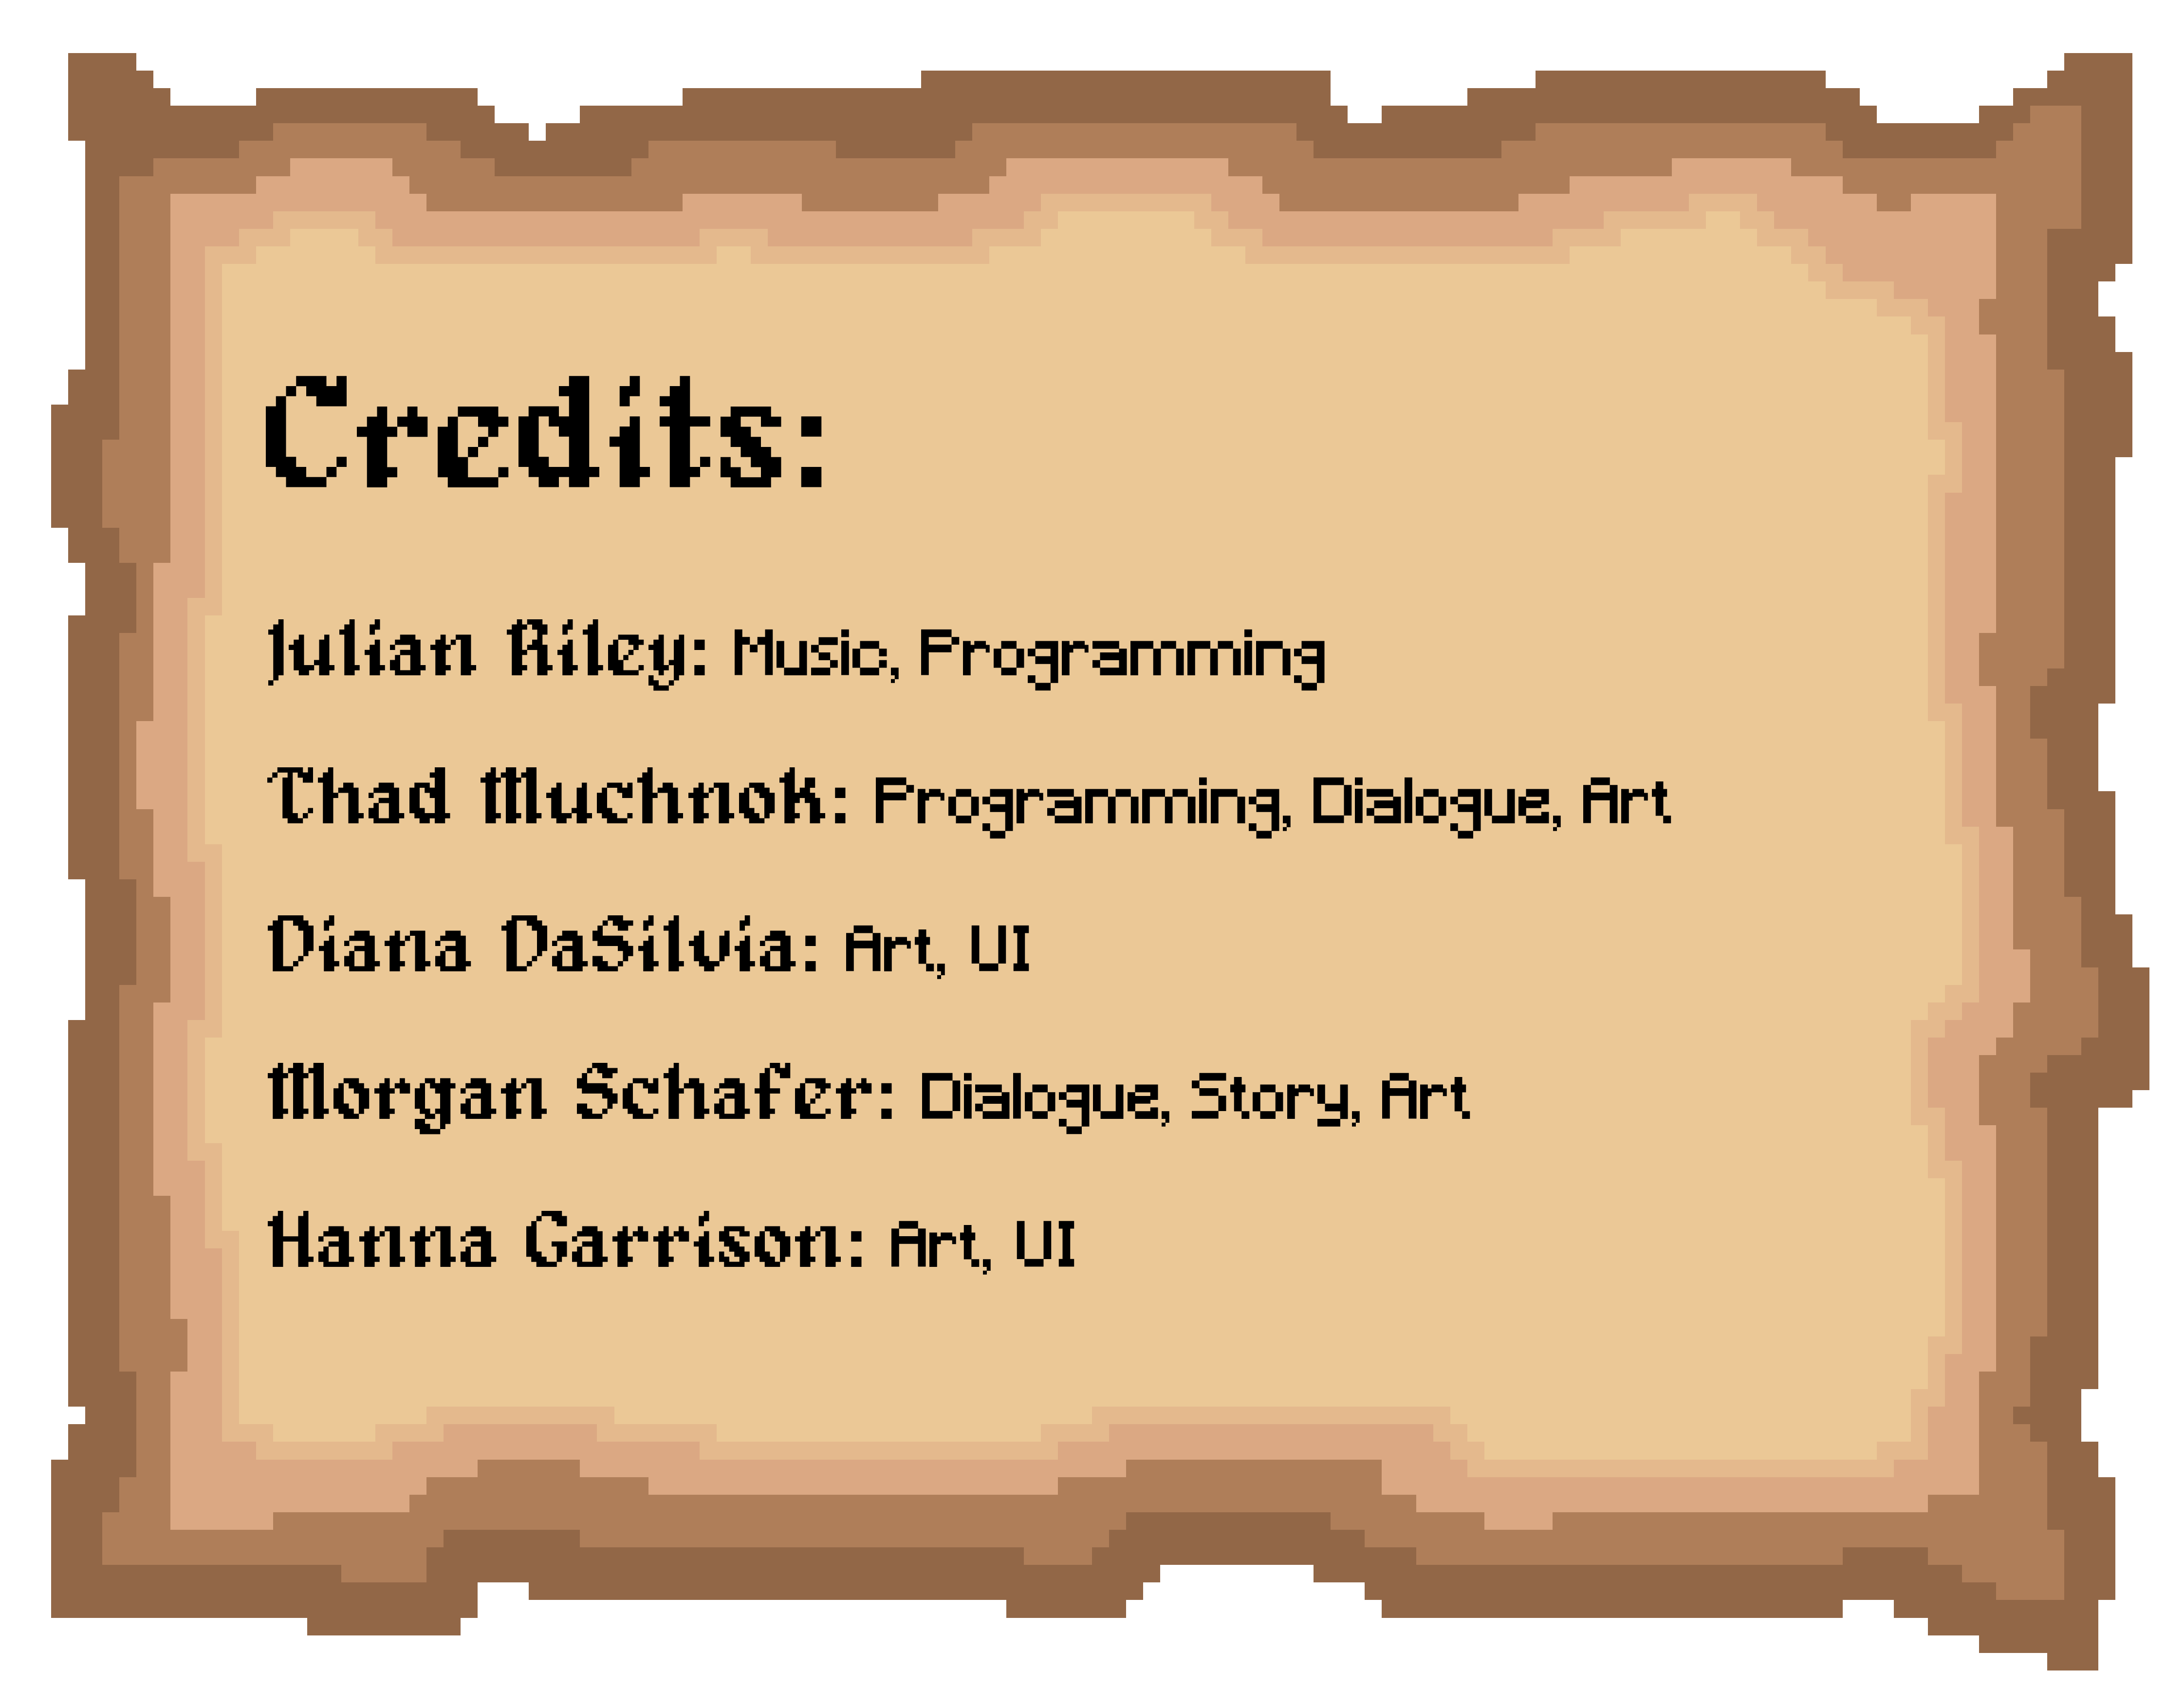 Credits:
Julian Riley: Music, Programming
Thad Muchnok: Programming, Dialogue, Art
Diana DaSilvia: Art, UI
Morgan Schafer: Dialogue, Story, Art
Hanna Garrison: Art, UI